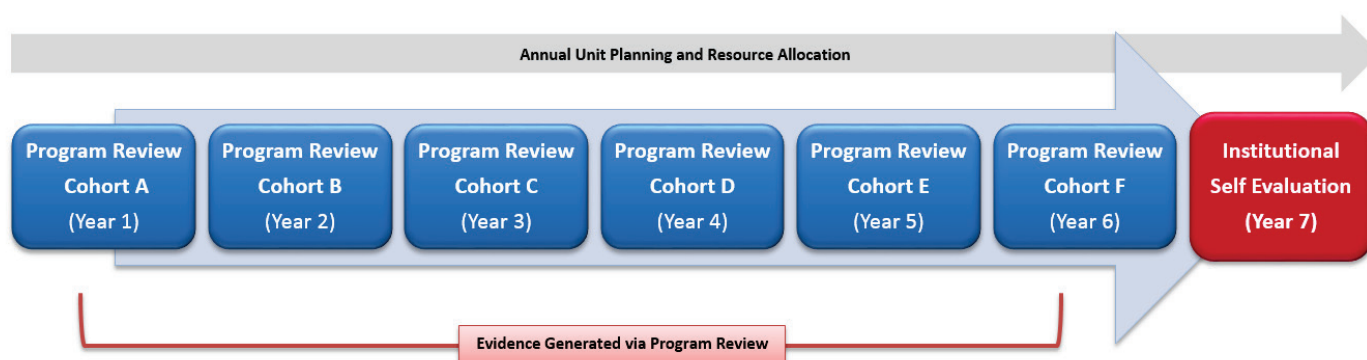 Annual Unit Planning and Resource Allocation
Program Review
Cohort A
(Year 1)
Program Review
Cohort B
(Year 2)
Program Review
Cohort C
(Year 3)
Program Review
Cohort D
(Year 4)
Program Review
Cohort E
(Year 5)
Program Review
Cohort F
(Year 6)
Institutional
Self Evaluation
(Year 7)
Evidence Generated via Program Review